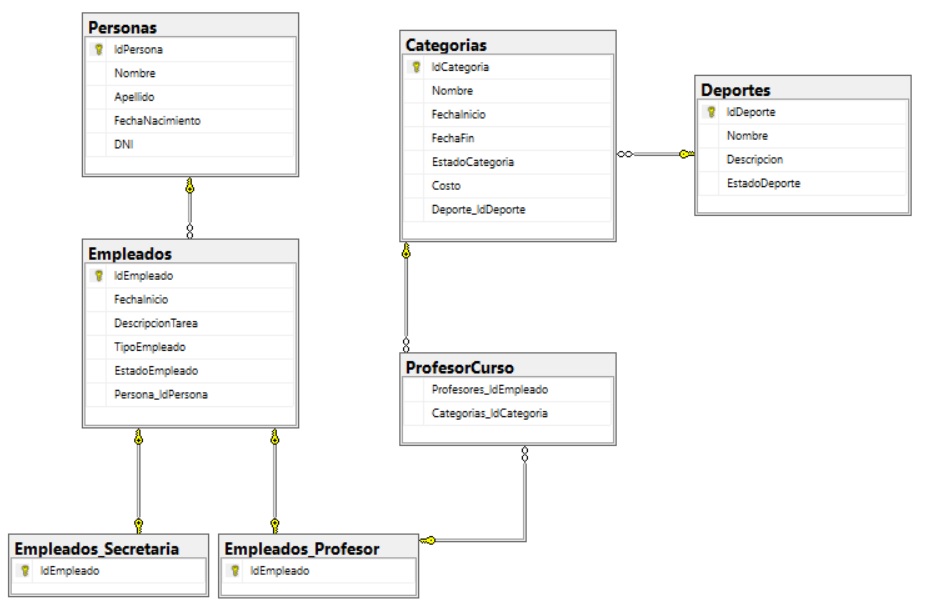 Personas
IdPersona
Nombre
Apellido
FechaNacimiento
DNI
Categorias
IdCategoria
Nombre
FechaInicio
FechaFin
EstadoCategoria
Costo
Deporte_IdDeporte
Deportes
IdDeporte
Nombre
Descripcion
EstadoDeporte
Empleados
IdEmpleado
FechaInicio
DescripcionTarea
TipoEmpleado
EstadoEmpleado
Persona_IdPersona
ProfesorCurso
Profesores_IdEmpleado
Categorias_IdCategoria
Empleados_Secretaria
IdEmpleado
Empleados_Profesor
IdEmpleado